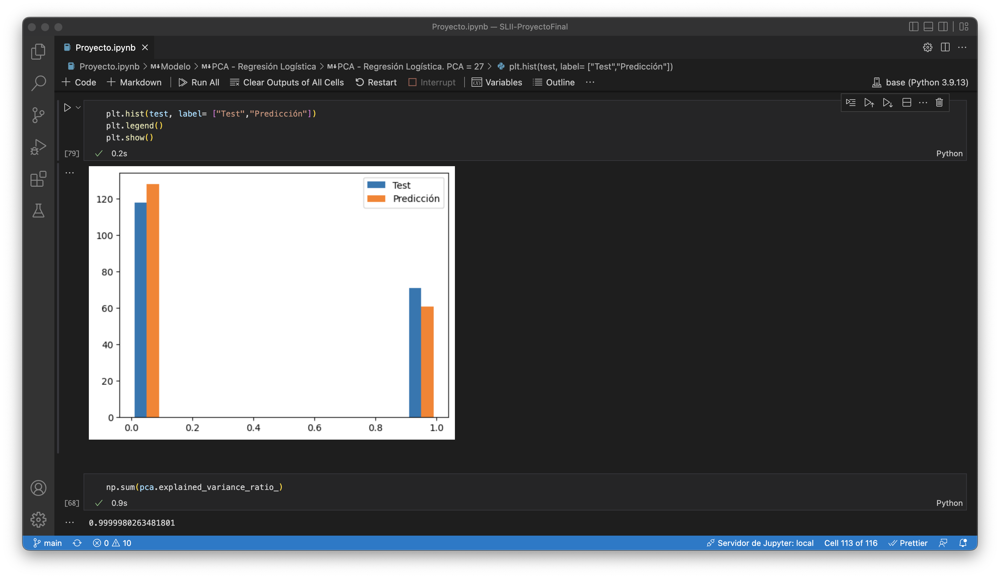 Proyecto.ipynb — SLII-ProyectoFinal
Proyecto.ipynb
Proyecto.ipynb > M↓Modelo > M↓PCA - Regresión Logística > M↓PCA - Regresión Logística. PCA = 27 > plt.hist(test, label= ["Test","Predicción"])
+ Code + Markdown | Run All Clear Outputs of All Cells Restart Interrupt | Variables Outline ... base (Python 3.9.13)
plt.hist(test, label= ["Test","Predicción"])
plt.legend()
plt.show()
[79] ✓ 0.2s Python
Test
Predicción
120
100
80
60
40
20
0
0.0 0.2 0.4 0.6 0.8 1.0
np.sum(pca.explained_variance_ratio_)
[68] ✓ 0.9s Python
0.9999980263481801
main 0 10 Servidor de Jupyter: local Cell 113 of 116 Prettier